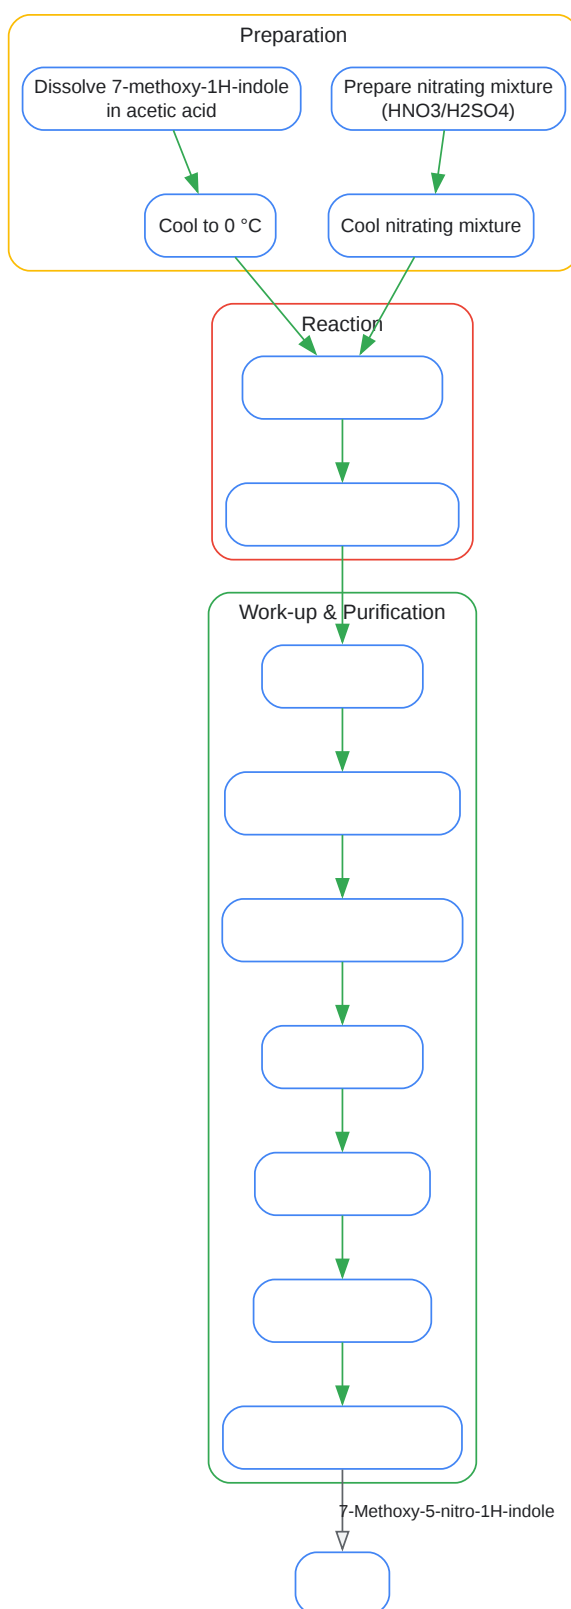 Preparation
Dissolve 7-methoxy-1H-indole
in acetic acid
Prepare nitrating mixture
(HNO3/H2SO4)
Cool to 0 °C
Cool nitrating mixture
Reaction
Work-up & Purification
7-Methoxy-5-nitro-1H-indole